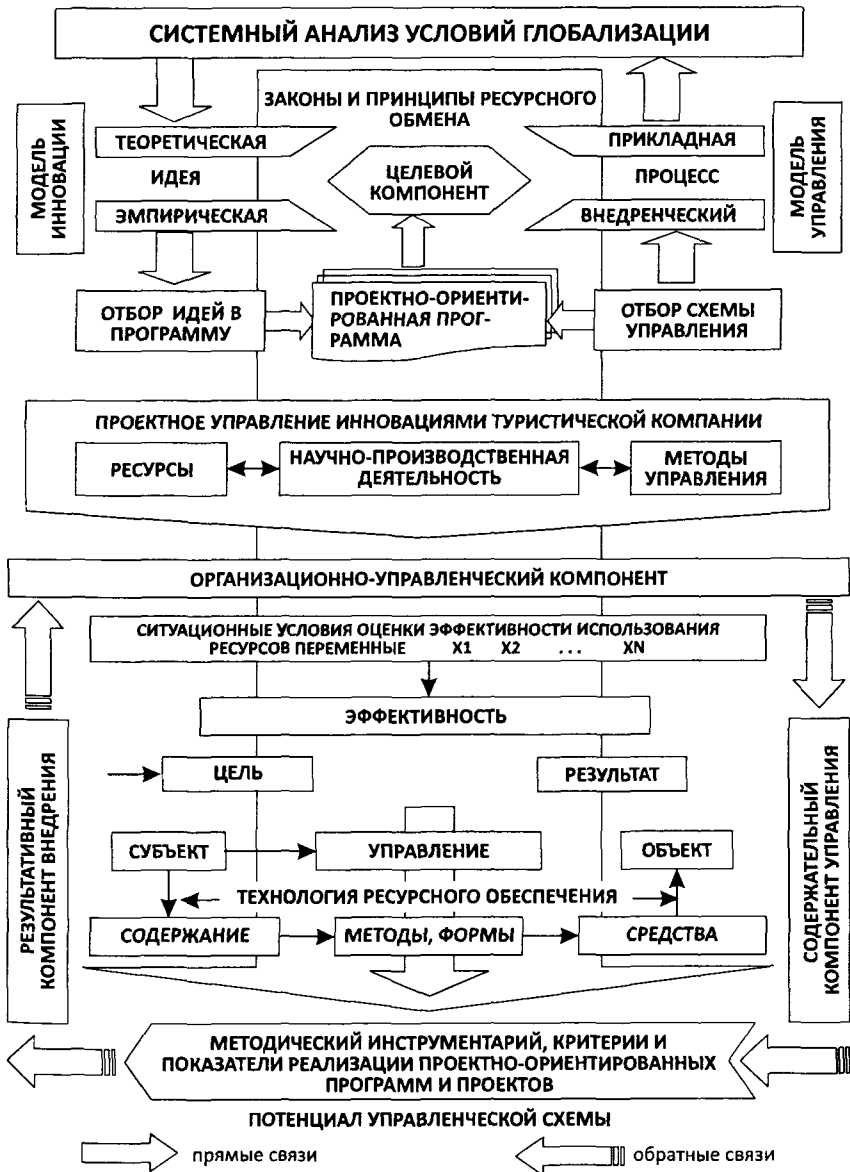 СИСТЕМНЫЙ АНАЛИЗ УСЛОВИЙ ГЛОБАЛИЗАЦИИ
ЗАКОНЫ И ПРИНЦИПЫ РЕСУРСНОГО
ОБМЕНА
МОДЕЛЬ
ИННОВАЦИИ
ТЕОРЕТИЧЕСКАЯ
ИДЕЯ
ЭМПИРИЧЕСКАЯ
ЦЕЛЕВОЙ
КОМПОНЕНТ
ПРИКЛАДНАЯ
ПРОЦЕСС
ВНЕДРЕНЧЕСКИЙ
МОДЕЛЬ
УПРАВЛЕНИЯ
ОТБОР ИДЕЙ В
ПРОГРАММУ
ПРОЕКТНО-ОРИЕНТИ-
РОВАННАЯ ПРОГ-
РАММА
ОТБОР СХЕМЫ
УПРАВЛЕНИЯ
ПРОЕКТНОЕ УПРАВЛЕНИЕ ИННОВАЦИЯМИ ТУРИСТИЧЕСКОЙ КОМПАНИИ
РЕСУРСЫ
НАУЧНО-ПРОИЗВОДСТВЕННАЯ
ДЕЯТЕЛЬНОСТЬ
МЕТОДЫ
УПРАВЛЕНИЯ
ОРГАНИЗАЦИОННО-УПРАВЛЕНЧЕСКИЙ КОМПОНЕНТ
СИТУАЦИОННЫЕ УСЛОВИЯ ОЦЕНКИ ЭФФЕКТИВНОСТИ ИСПОЛЬЗОВАНИЯ
РЕСУРСОВ ПЕРЕМЕННЫЕ X1 X2 ... XN
ЭФФЕКТИВНОСТЬ
РЕЗУЛЬТАТИВНЫЙ
КОМПОНЕНТ ВНЕДРЕНИЯ
ЦЕЛЬ
РЕЗУЛЬТАТ
СУБЪЕКТ
УПРАВЛЕНИЕ
ОБЪЕКТ
ТЕХНОЛОГИЯ РЕСУРСНОГО ОБЕСПЕЧЕНИЯ
СОДЕРЖАНИЕ
МЕТОДЫ, ФОРМЫ
СРЕДСТВА
СОДЕРЖАТЕЛЬНЫЙ
КОМПОНЕНТ УПРАВЛЕНИЯ
МЕТОДИЧЕСКИЙ ИНСТРУМЕНТАРИЙ, КРИТЕРИИ И
ПОКАЗАТЕЛИ РЕАЛИЗАЦИИ ПРОЕКТНО-ОРИЕНТИРОВАННЫХ
ПРОГРАММ И ПРОЕКТОВ
ПОТЕНЦИАЛ УПРАВЛЕНЧЕСКОЙ СХЕМЫ
прямые связи
обратные связи